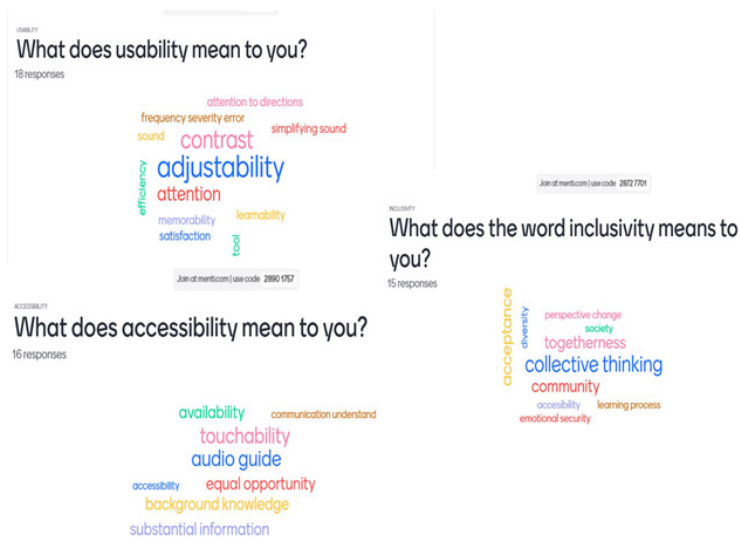 USABILITY
What does usability mean to you?
18 responses
attention to directions
frequency severity error
simplifying sound
sound
contrast
adjustability
efficiency
attention
memorability
learnability
satisfaction
tool
Join at menti.com | use code 2890 1757
ACCESSIBILITY
What does accessibility mean to you?
16 responses
availability
communication understand
touchability
audio guide
accessibility
equal opportunity
background knowledge
substantial information
Join at menti.com | use code 2872 7701
INCLUSIVITY
What does the word inclusivity means to
you?
15 responses
acceptance
diversity
perspective change
society
togetherness
collective thinking
community
accesibility
learning process
emotional security